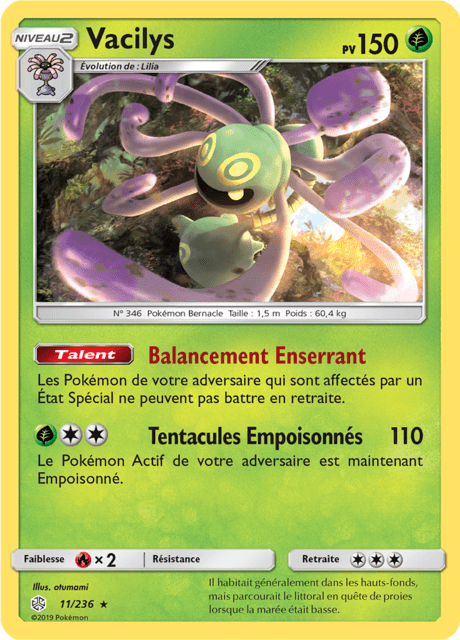 NIVEAU 2
Vacilys
PV 150
Évolution de : Lilia
N° 346 Pokémon Bernacle Taille : 1,5 m Poids : 60,4 kg
Talent Balancement Enserrant
Les Pokémon de votre adversaire qui sont affectés par un
État Spécial ne peuvent pas battre en retraite.
Tentacules Empoisonnés 110
Le Pokémon Actif de votre adversaire est maintenant
Empoisonné.
Faiblesse × 2 Résistance Retraite
Illus. otumami
11/236 ★
©2019 Pokémon
Il habitait généralement dans les hauts-fonds,
mais parcourait le littoral en quête de proies
lorsque la marée était basse.